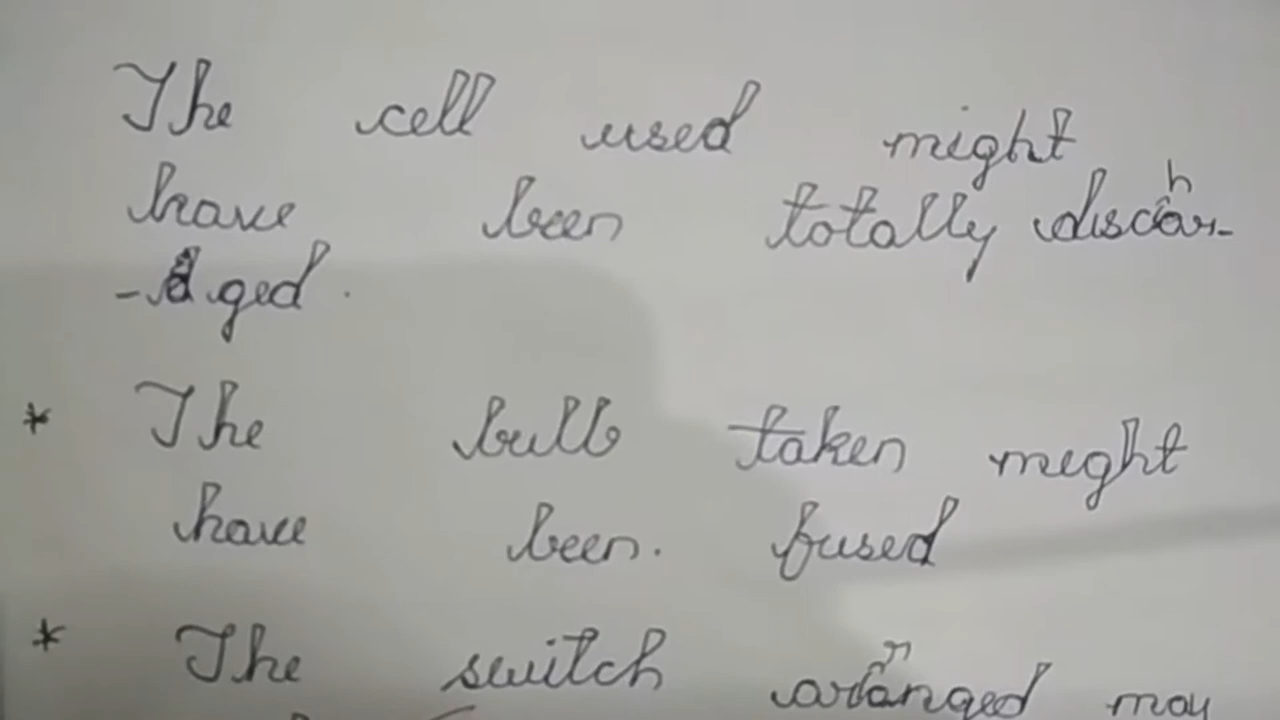 The cell used might
have been totally dischar-
-ged.
* The bulb taken might
have been. fused
* The switch arranged may